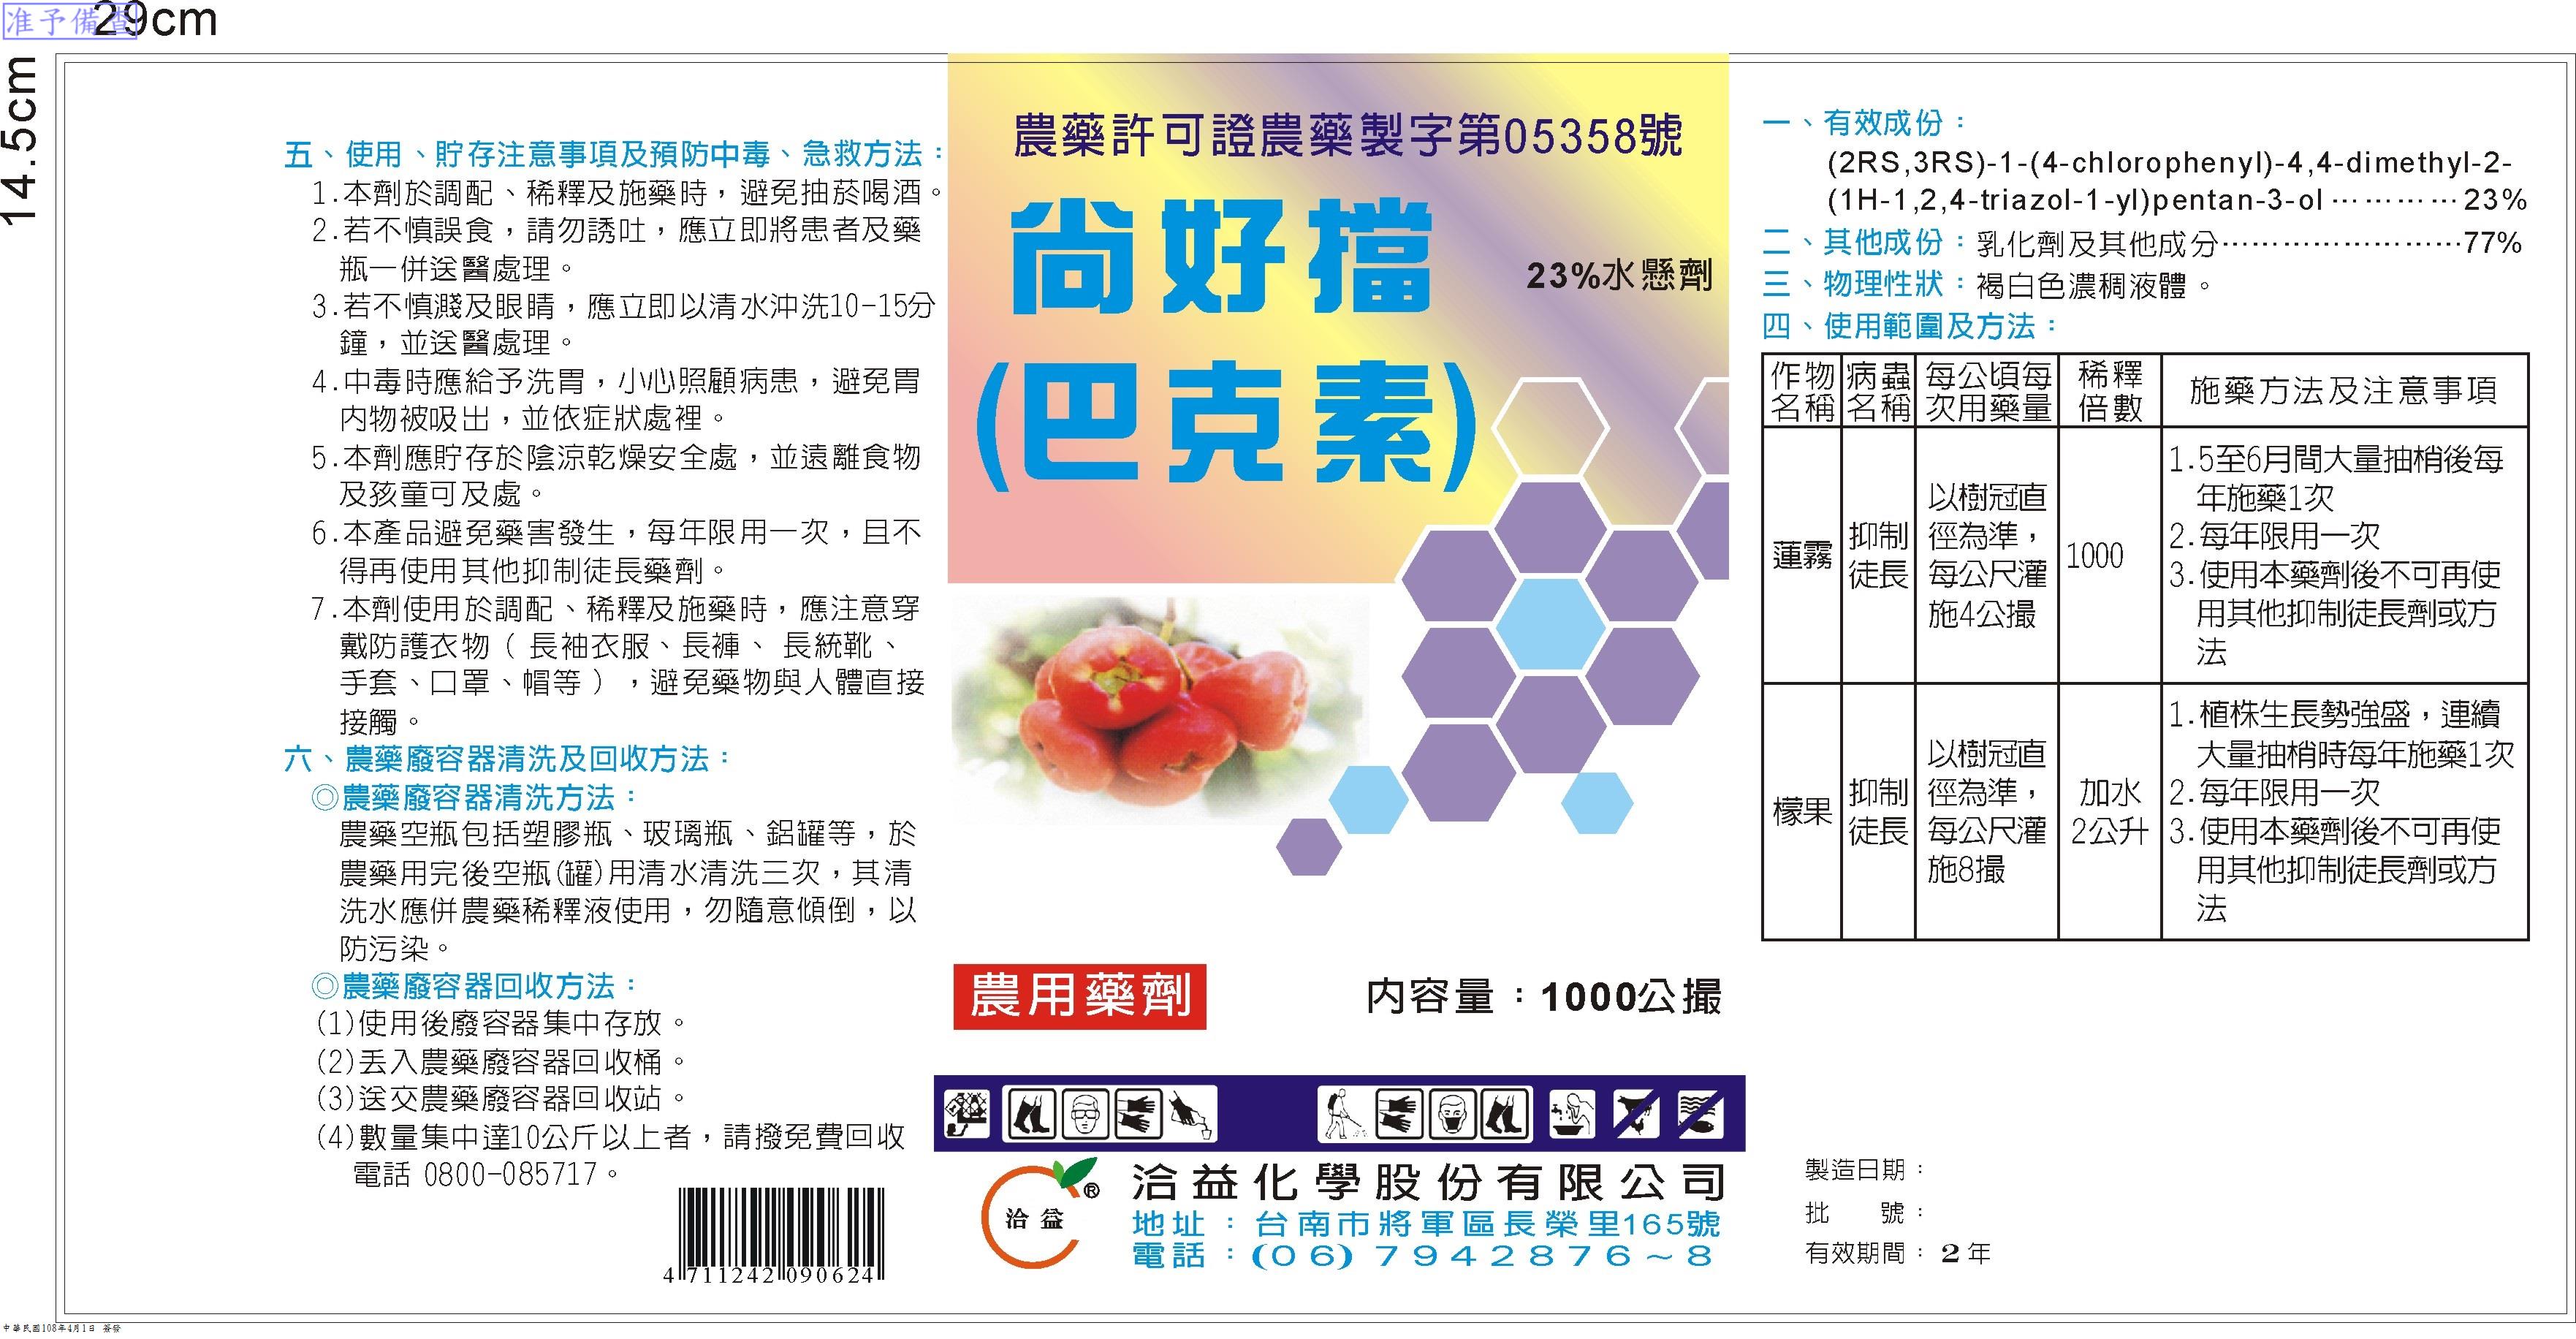 准予備查
29cm
14.5cm
五、使用、貯存注意事項及預防中毒、急救方法：
1.本劑於調配、稀釋及施藥時，避免抽菸喝酒。
2.若不慎誤食，請勿誘吐，應立即將患者及藥
瓶一併送醫處理。
3.若不慎濺及眼睛，應立即以清水沖洗10-15分
鐘，並送醫處理。
4.中毒時應給予洗胃，小心照顧病患，避免胃
內物被吸出，並依症狀處裡。
5.本劑應貯存於陰涼乾燥安全處，並遠離食物
及孩童可及處。
6.本產品避免藥害發生，每年限用一次，且不
得再使用其他抑制徒長藥劑。
7.本劑使用於調配、稀釋及施藥時，應注意穿
戴防護衣物（長袖衣服、長褲、長統靴、
手套、口罩、帽等），避免藥物與人體直接
接觸。
六、農藥廢容器清洗及回收方法：
◎農藥廢容器清洗方法：
農藥空瓶包括塑膠瓶、玻璃瓶、鋁罐等，於
農藥用完後空瓶(罐)用清水清洗三次，其清
洗水應併農藥稀釋液使用，勿隨意傾倒，以
防污染。
◎農藥廢容器回收方法：
(1)使用後廢容器集中存放。
(2)丟入農藥廢容器回收桶。
(3)送交農藥廢容器回收站。
(4)數量集中達10公斤以上者，請撥免費回收
電話 0800-085717。
4 711242 090624
農藥許可證農藥製字第05358號
尚好擋
23%水懸劑
(巴克素)
農用藥劑
內容量：1000公撮
洽益
®
洽益化學股份有限公司
地址：台南市將軍區長榮里165號
電話：(06)7942876~8
一、有效成份：
(2RS,3RS)-1-(4-chlorophenyl)-4,4-dimethyl-2-
(1H-1,2,4-triazol-1-yl)pentan-3-ol ………… 23%
二、其他成份：乳化劑及其他成分……………………77%
三、物理性狀：褐白色濃稠液體。
四、使用範圍及方法：
作物名稱 病蟲名稱 每公頃每次用藥量 稀釋倍數 施藥方法及注意事項
蓮霧
抑制
徒長
以樹冠直
徑為準，
每公尺灌
施4公撮
1000
1.5至6月間大量抽梢後每
年施藥1次
2.每年限用一次
3.使用本藥劑後不可再使
用其他抑制徒長劑或方
法
檬果
抑制
徒長
以樹冠直
徑為準，
每公尺灌
施8撮
加水
2公升
1.植株生長勢強盛，連續
大量抽梢時每年施藥1次
2.每年限用一次
3.使用本藥劑後不可再使
用其他抑制徒長劑或方
法
製造日期：
批　　號：
有效期間：2年
中華民國108年4月1日 簽發